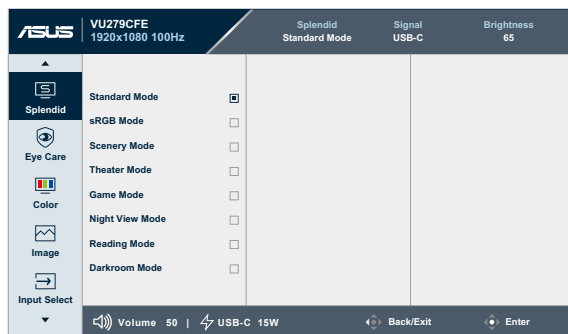 ASUS
VU279CFE
1920x1080 100Hz
Splendid
Standard Mode
Signal
USB-C
Brightness
65
Splendid
Eye Care
Color
Image
Input Select
Standard Mode
sRGB Mode
Scenery Mode
Theater Mode
Game Mode
Night View Mode
Reading Mode
Darkroom Mode
Volume 50 | USB-C 15W
Back/Exit
Enter